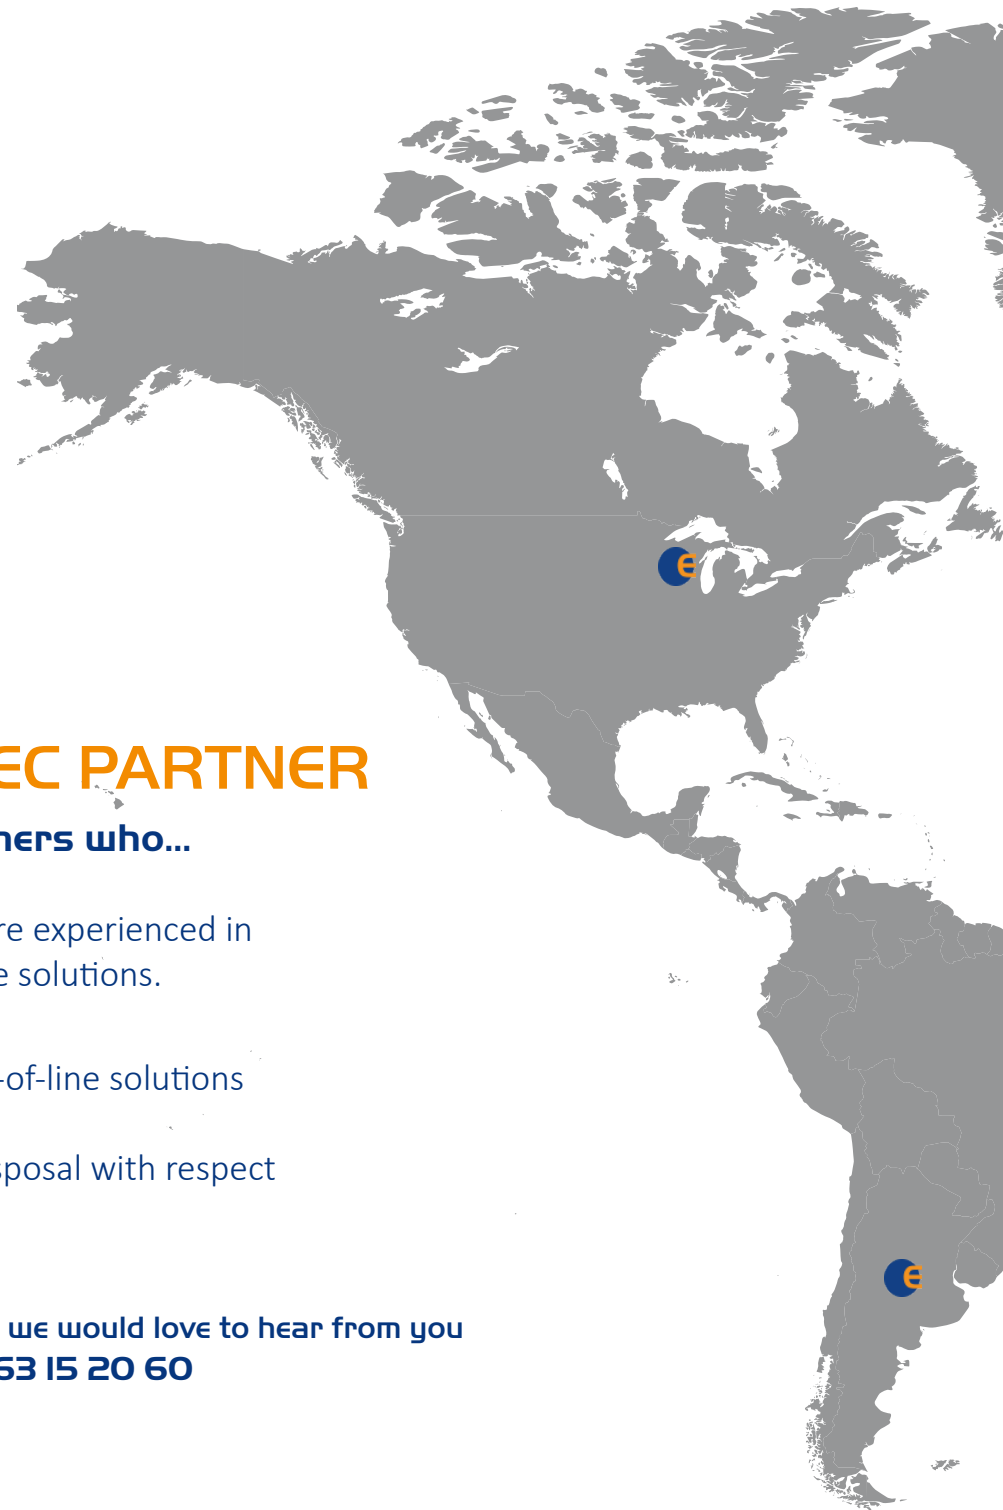 EC PARTNER
ners who...
re experienced in
e solutions.
-of-line solutions
sposal with respect
we would love to hear from you
63 15 20 60